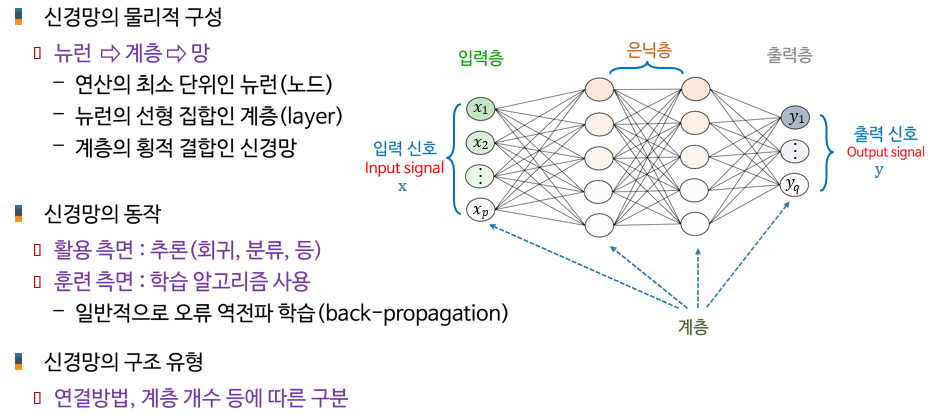 신경망의 물리적 구성
뉴런 ⇨ 계층 ⇨ 망
– 연산의 최소 단위인 뉴런(노드)
– 뉴런의 선형 집합인 계층(layer)
– 계층의 횡적 결합인 신경망
신경망의 동작
활용 측면 : 추론(회귀, 분류, 등)
훈련 측면 : 학습 알고리즘 사용
– 일반적으로 오류 역전파 학습(back-propagation)
신경망의 구조 유형
연결방법, 계층 개수 등에 따른 구분
입력층
은닉층
출력층
입력 신호
Input signal
x
x₁
x₂
⋮
xₚ
y₁
⋮
y_q
출력 신호
Output signal
y
계층